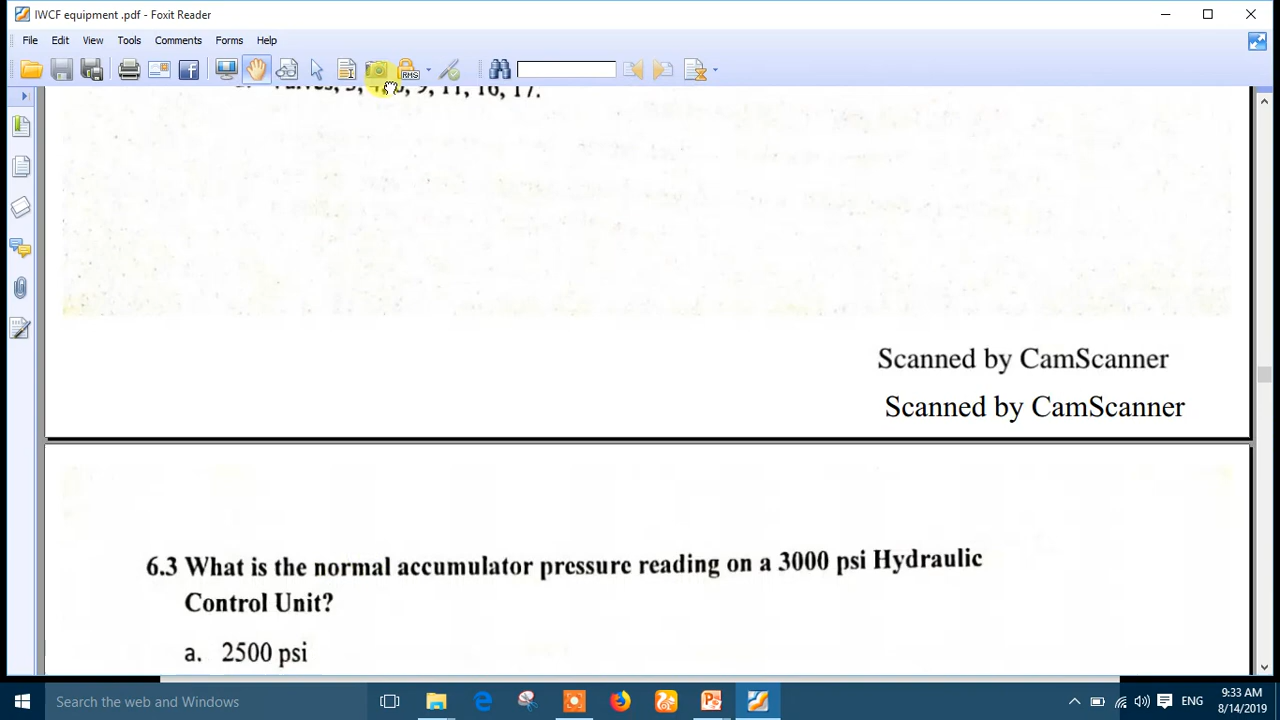 IWCF equipment .pdf - Foxit Reader
File Edit View Tools Comments Forms Help
RMS
9, 11, 16, 17.
Scanned by CamScanner
Scanned by CamScanner
6.3 What is the normal accumulator pressure reading on a 3000 psi Hydraulic
Control Unit?
a. 2500 psi
Search the web and Windows
ENG
9:33 AM
8/14/2019